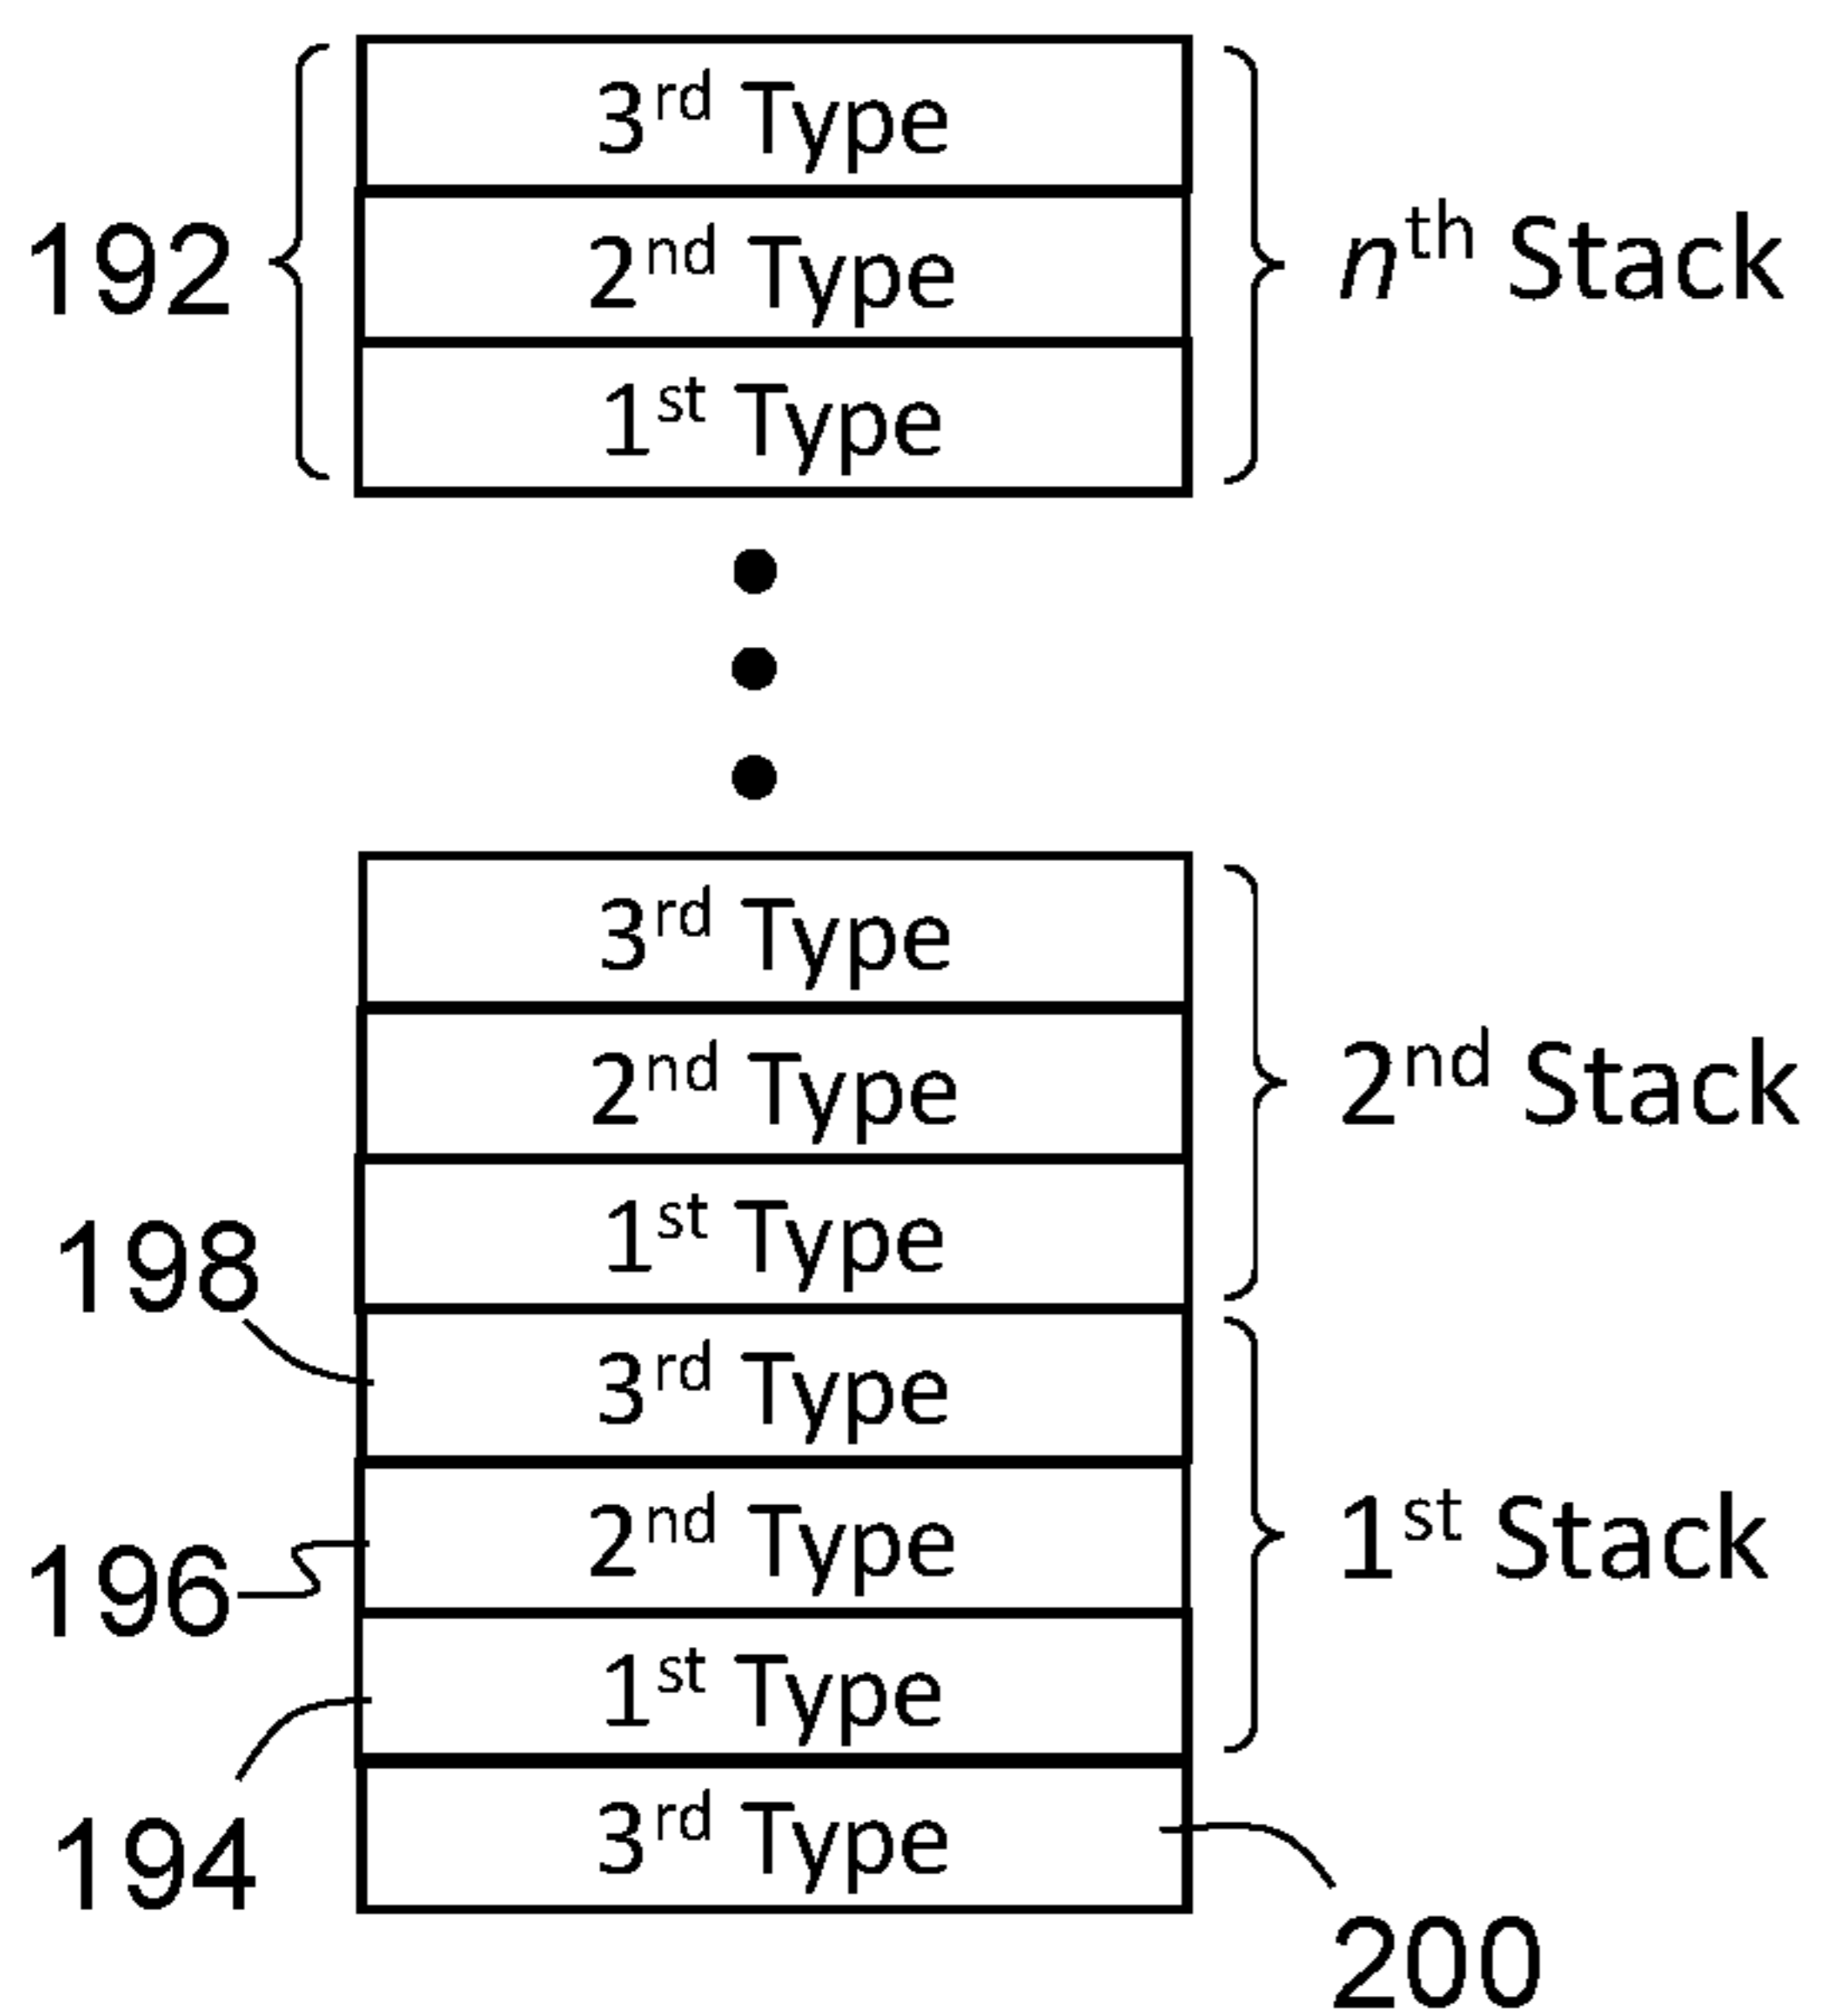 3rd Type
192
2nd Type
nth Stack
1st Type
3rd Type
2nd Type
2nd Stack
1st Type
198
3rd Type
2nd Type
1st Stack
196
1st Type
194
3rd Type
200